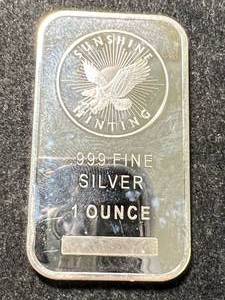 SUNSHINE
MINTING
.999 FINE
SILVER
1 OUNCE